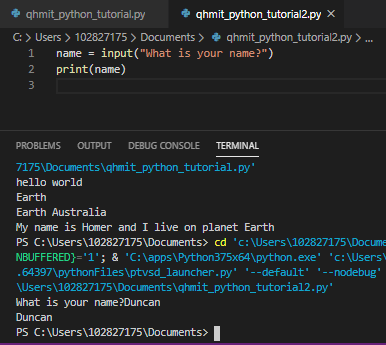 qhmit_python_tutorial.py qhmit_python_tutorial2.py ×
C: > Users > 102827175 > Documents > qhmit_python_tutorial2.py > ...
1 name = input("What is your name?")
2 print(name)
3
PROBLEMS OUTPUT DEBUG CONSOLE TERMINAL
7175\Documents\qhmit_python_tutorial.py'
hello world
Earth
Earth Australia
My name is Homer and I live on planet Earth
PS C:\Users\102827175\Documents> cd 'c:\Users\102827175\Docume
NBUFFERED}='1'; & 'C:\apps\Python375x64\python.exe' 'c:\Users
.64397\pythonFiles\ptvsd_launcher.py' '--default' '--nodebug'
\Users\102827175\Documents\qhmit_python_tutorial2.py'
What is your name?Duncan
Duncan
PS C:\Users\102827175\Documents>